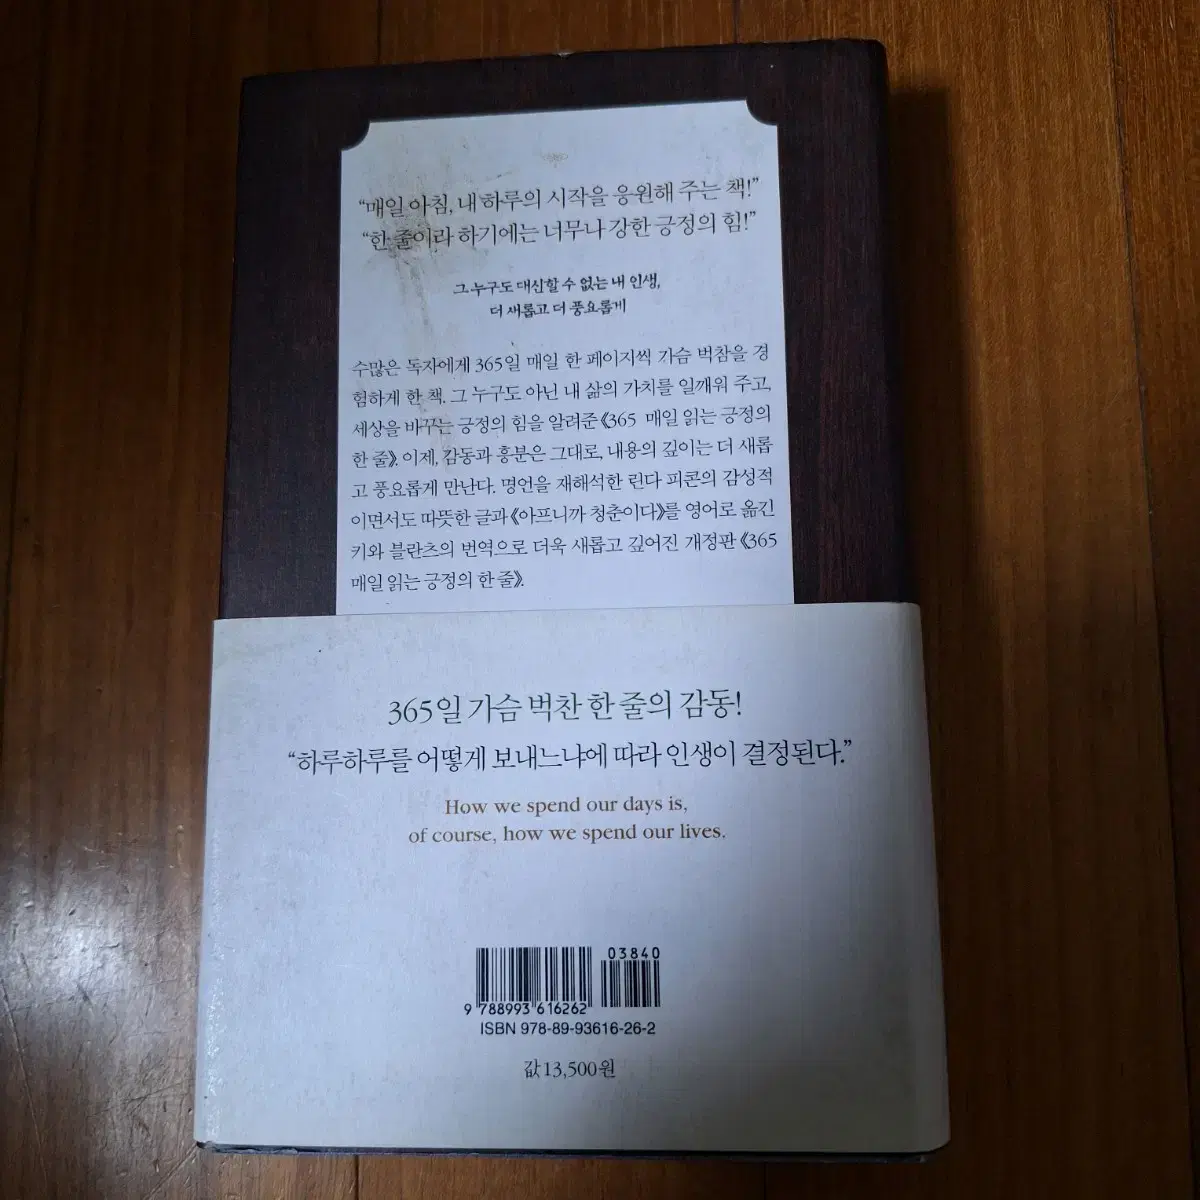 “매일 아침, 내 하루의 시작을 응원해 주는 책!”
“한 줄이라 하기에는 너무나 강한 긍정의 힘!”
그 누구도 대신할 수 없는 내 인생,
더 새롭고 더 풍요롭게
수많은 독자에게 365일 매일 한 페이지씩 가슴 벅참을 경
험하게 한 책. 그 누구도 아닌 내 삶의 가치를 일깨워 주고,
세상을 바꾸는 긍정의 힘을 알려준 《365 매일 읽는 긍정의
한 줄》. 이제, 감동과 흥분은 그대로, 내용의 깊이는 더 새롭
고 풍요롭게 만난다. 명언을 재해석한 린다 피콘의 감성적
이면서도 따뜻한 글과 《아프니까 청춘이다》를 영어로 옮긴
키와 블란츠의 번역으로 더욱 새롭고 깊어진 개정판 《365
매일 읽는 긍정의 한 줄》.
365일 가슴 벅찬 한 줄의 감동!
“하루하루를 어떻게 보내느냐에 따라 인생이 결정된다.”
How we spend our days is,
of course, how we spend our lives.
03840
9 788993 616262
ISBN 978-89-93616-26-2
값 13,500원